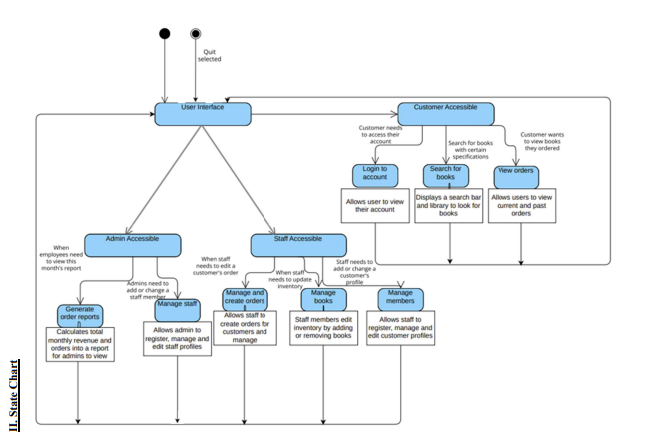 Quit
selected
User Interface
Customer Accessible
Customer needs
to access their
account
Search for books
with certain
specifications
Customer wants
to view books
they ordered
Login to
account
Search for
books
View orders
Allows user to view
their account
Displays a search bar
and library to look for
books
Allows users to view
current and past
orders
Admin Accessible
Staff Accessible
When
employees need
to view this
month's report
Admins need to
add or change a
staff member
When staff
needs to edit a
customer's order
When staff
needs to update
inventory
Staff needs to
add or change a
customer's
profile
Generate
order reports
Manage staff
Manage and
create orders
Manage
books
Manage
members
Calculates total
monthly revenue and
orders into a report
for admins to view
Allows admin to
register, manage and
edit staff profiles
Allows staff to
create orders for
customers and
manage
Staff members edit
inventory by adding
or removing books
Allows staff to
register, manage and
edit customer profiles
II. State Chart